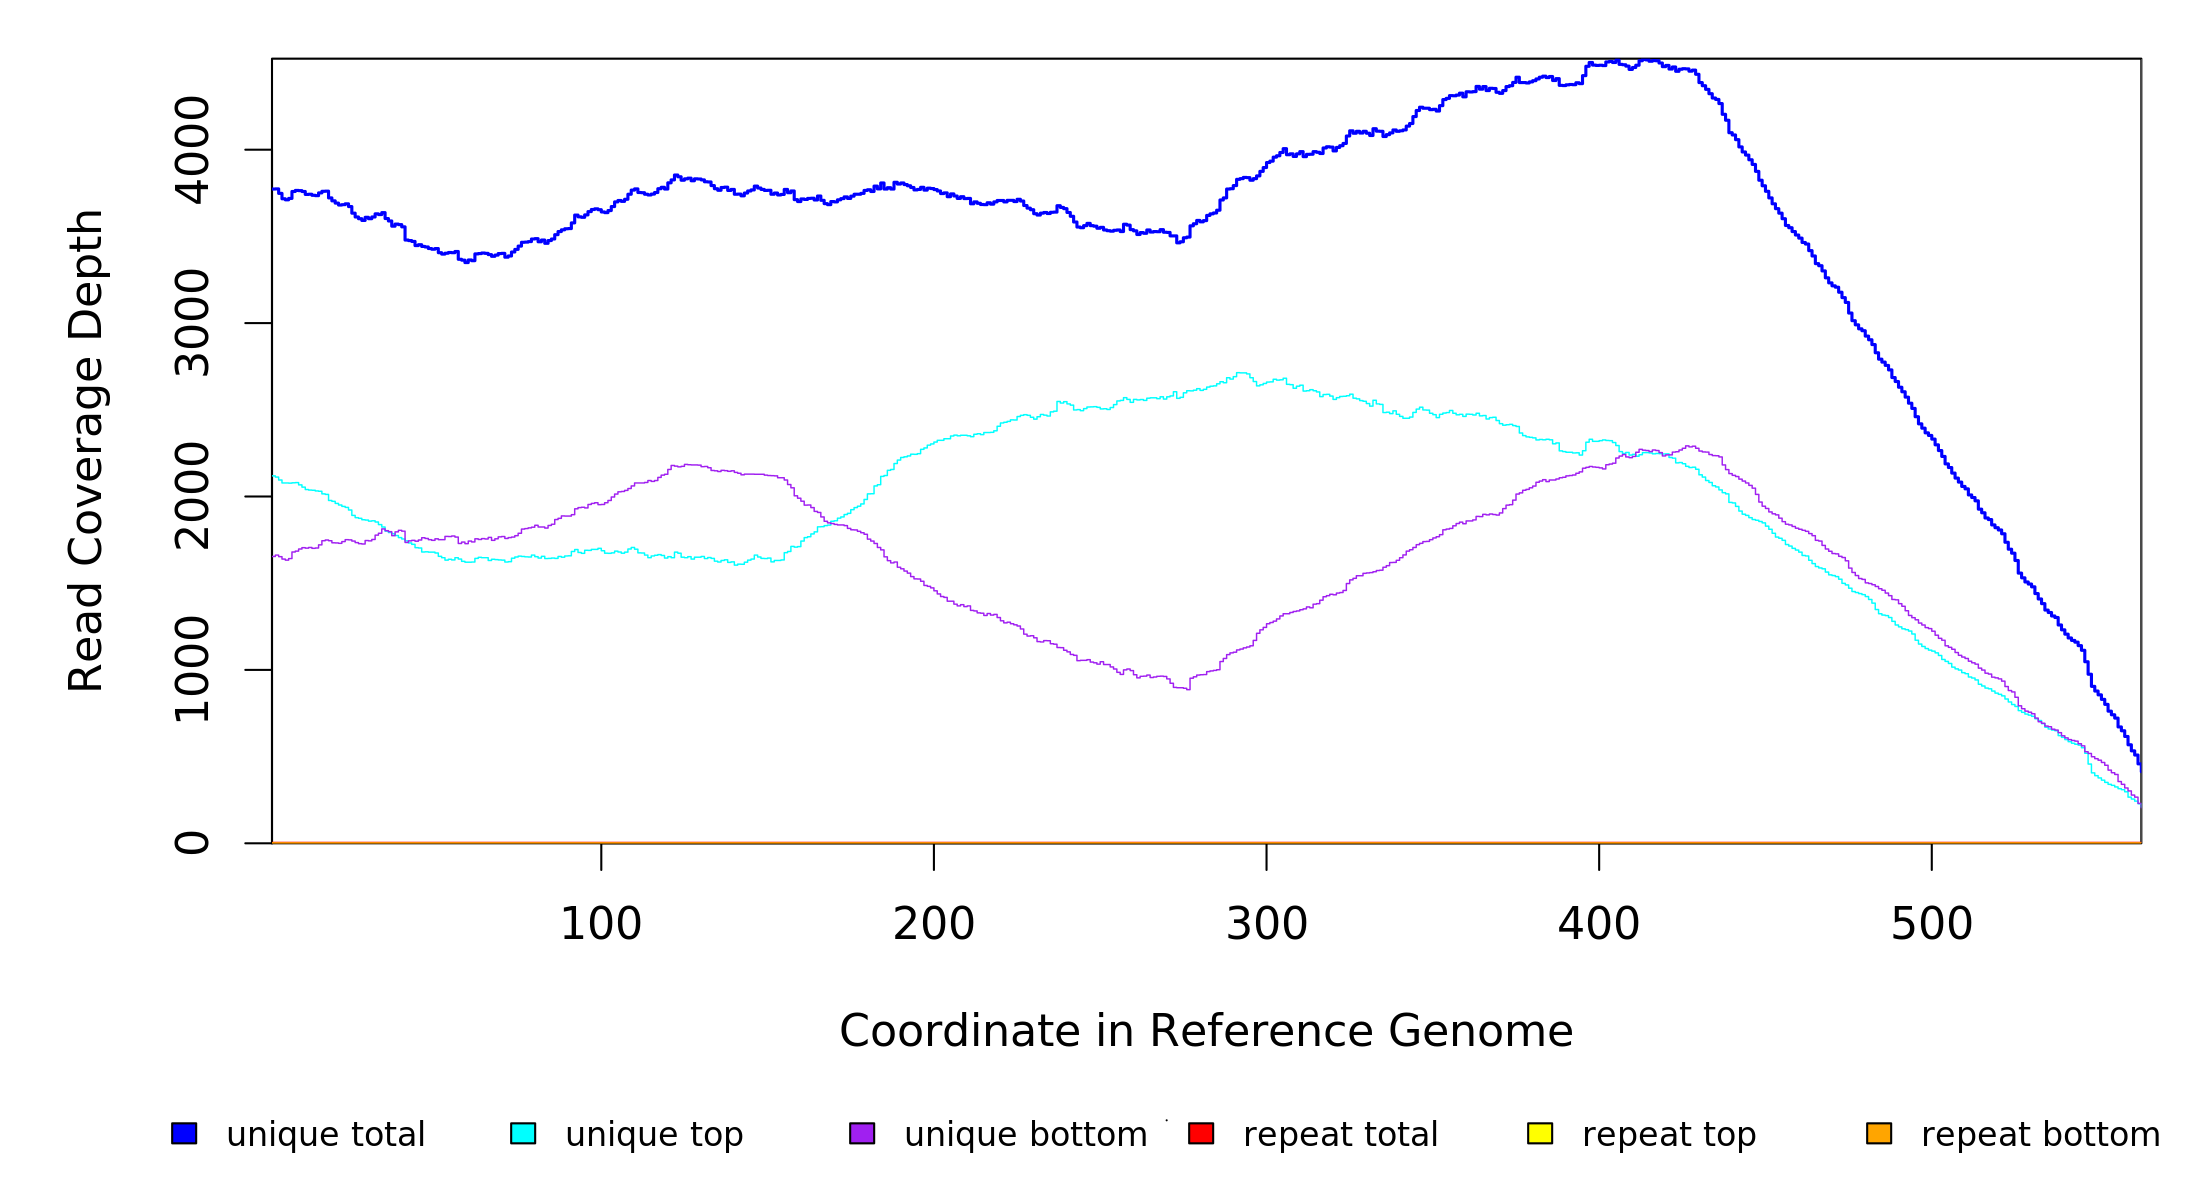 Read Coverage Depth
4000
3000
2000
1000
0
100 200 300 400 500
Coordinate in Reference Genome
unique total unique top unique bottom repeat total repeat top repeat bottom